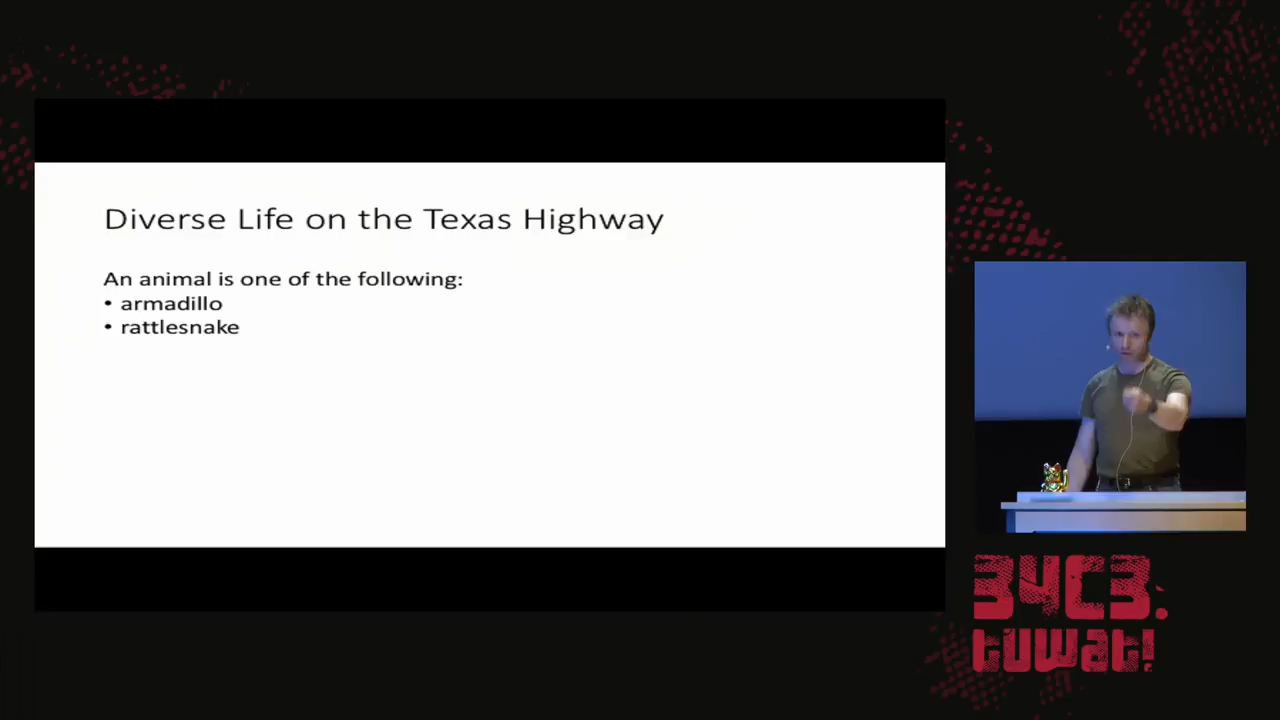 Diverse Life on the Texas Highway
An animal is one of the following:
• armadillo
• rattlesnake
34C3.
tuwat!